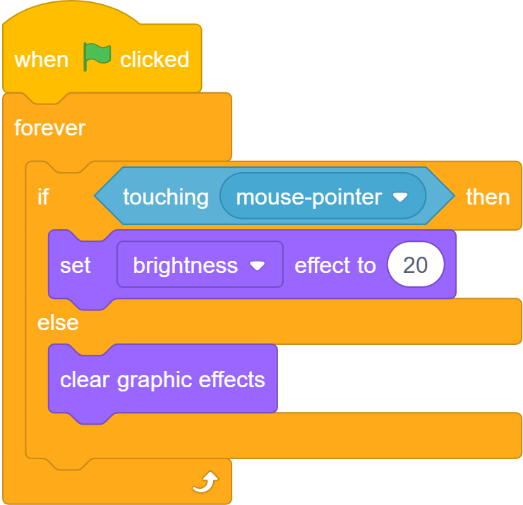 when clicked
forever
if touching mouse-pointer then
set brightness effect to 20
else
clear graphic effects